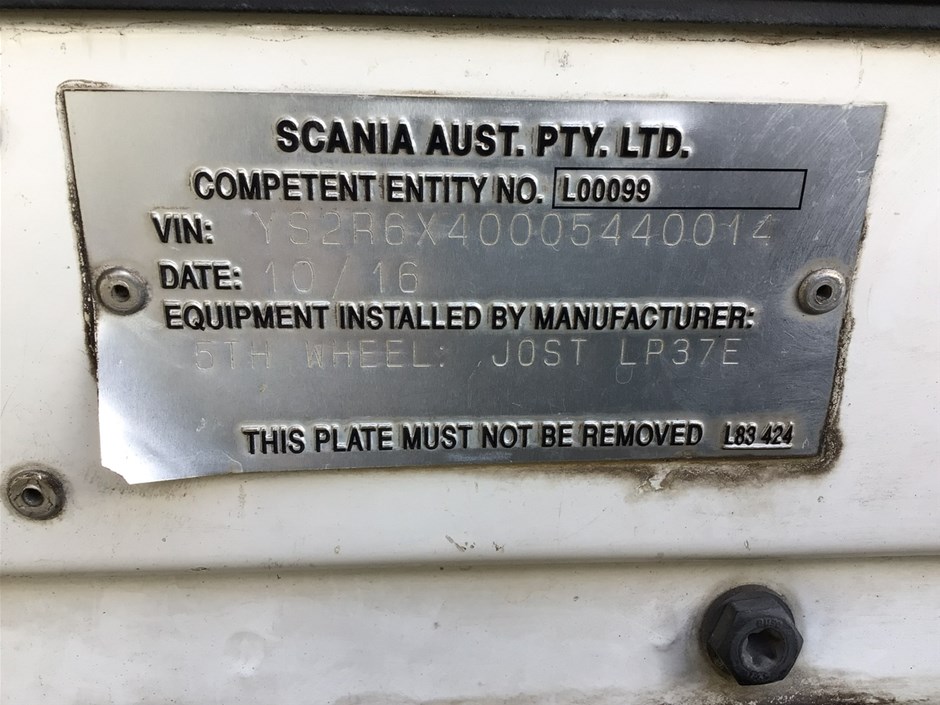 SCANIA AUST. PTY. LTD.
COMPETENT ENTITY NO. L00099
VIN: YS2R6X40005440014
DATE: 10/16
EQUIPMENT INSTALLED BY MANUFACTURER:
5TH WHEEL: JOST LP37E
THIS PLATE MUST NOT BE REMOVED L83 424